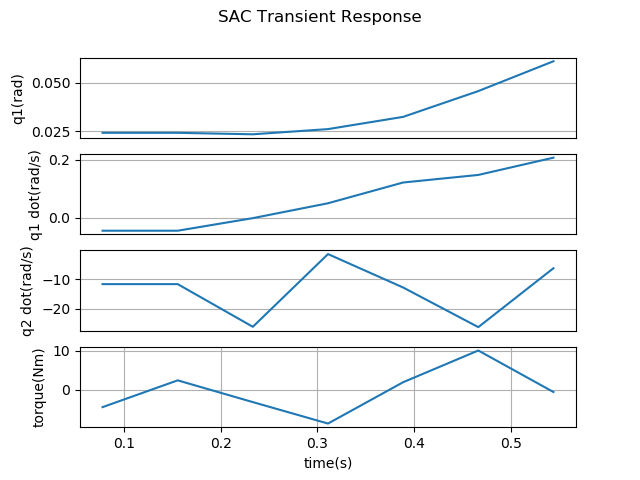 SAC Transient Response
q1(rad)
0.050
0.025
q1 dot(rad/s)
0.2
0.0
q2 dot(rad/s)
−10
−20
torque(Nm)
10
0
0.1 0.2 0.3 0.4 0.5
time(s)